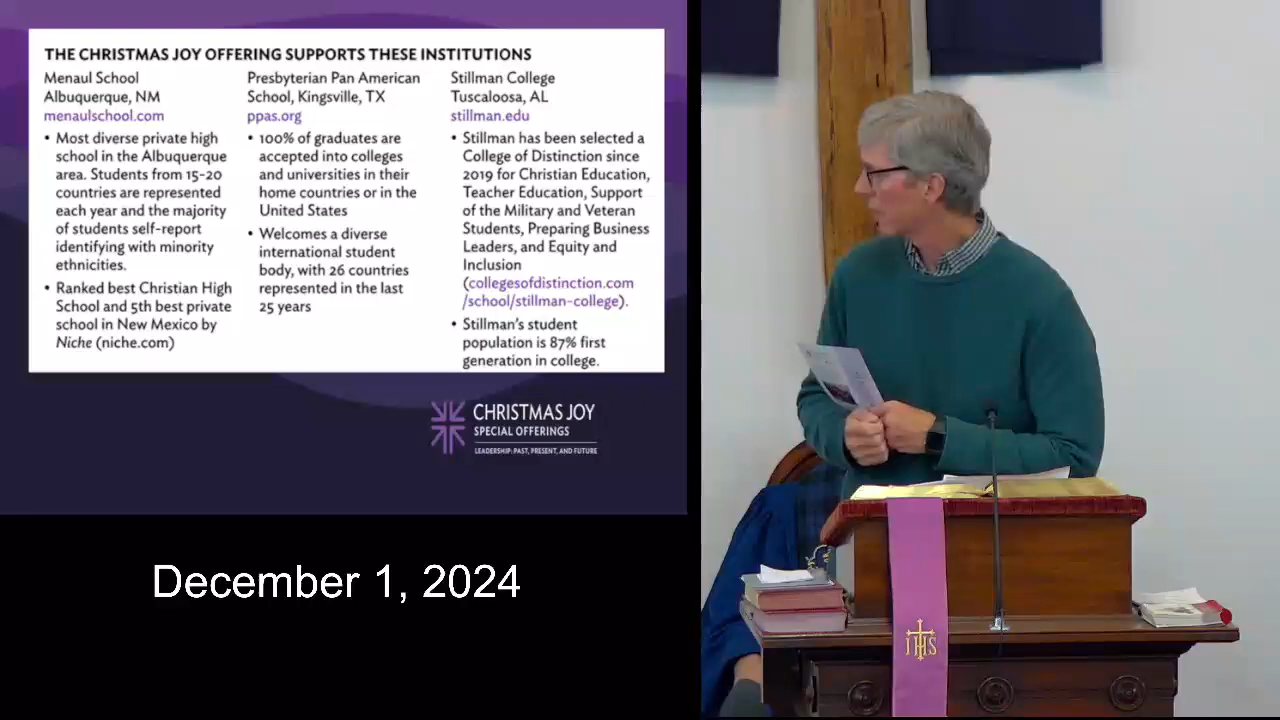 THE CHRISTMAS JOY OFFERING SUPPORTS THESE INSTITUTIONS
Menaul School
Albuquerque, NM
menaulschool.com
• Most diverse private high
school in the Albuquerque
area. Students from 15-20
countries are represented
each year and the majority
of students self-report
identifying with minority
ethnicities.
• Ranked best Christian High
School and 5th best private
school in New Mexico by
Niche (niche.com)
Presbyterian Pan American
School, Kingsville, TX
ppas.org
• 100% of graduates are
accepted into colleges
and universities in their
home countries or in the
United States
• Welcomes a diverse
international student
body, with 26 countries
represented in the last
25 years
Stillman College
Tuscaloosa, AL
stillman.edu
• Stillman has been selected a
College of Distinction since
2019 for Christian Education,
Teacher Education, Support
of the Military and Veteran
Students, Preparing Business
Leaders, and Equity and
Inclusion
(collegesofdistinction.com
/school/stillman-college).
• Stillman's student
population is 87% first
generation in college.
CHRISTMAS JOY
SPECIAL OFFERINGS
LEADERSHIP: PAST, PRESENT, AND FUTURE
December 1, 2024
IHS